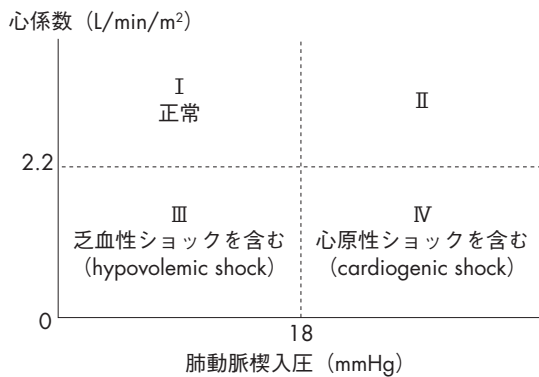 心係数（L/min/m²）
Ⅰ
正常
Ⅱ
2.2
Ⅲ
乏血性ショックを含む
（hypovolemic shock）
Ⅳ
心原性ショックを含む
（cardiogenic shock）
0
18
肺動脈楔入圧（mmHg）